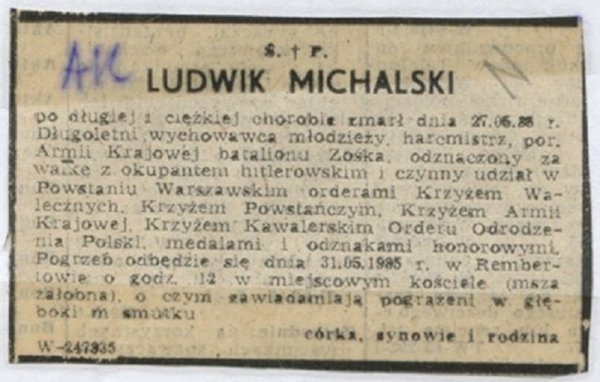 Ś. † P.
AK
LUDWIK MICHALSKI
N
po długiej i ciężkiej chorobie zmarł dnia 27.05.85 r.
Długoletni wychowawca młodzieży, harcmistrz, por.
Armii Krajowej batalionu Zośka, odznaczony za
walkę z okupantem hitlerowskim i czynny udział w
Powstaniu Warszawskim orderami Krzyżem Wa-
lecznych, Krzyżem Powstańczym, Krzyżem Armii
Krajowej, Krzyżem Kawalerskim Orderu Odrodze-
nia Polski, medalami i odznakami honorowymi.
Pogrzeb odbędzie się dnia 31.05.1985 r. w Rember-
towie o godz. 12 w miejscowym kościele (msza
żałobna), o czym zawiadamiają pogrążeni w głę-
bokim smutku
córka, synowie i rodzina
W-247935